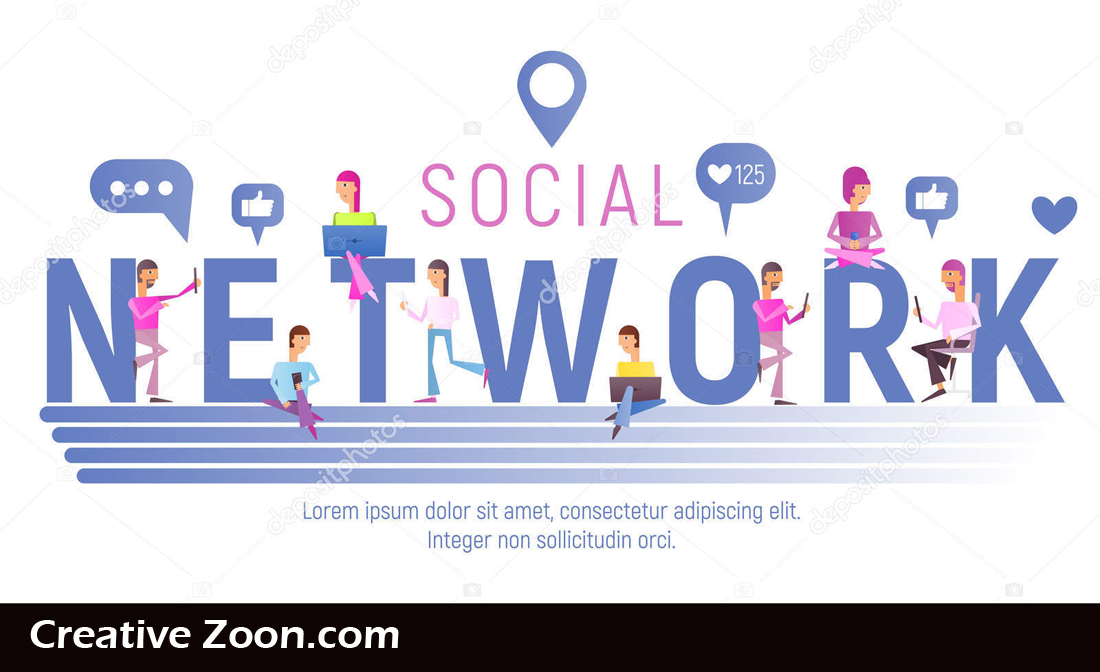 SOCIAL
125
NETWORK
Lorem ipsum dolor sit amet, consectetur adipiscing elit.
Integer non sollicitudin orci.
Creative Zoon.com
depositphotos